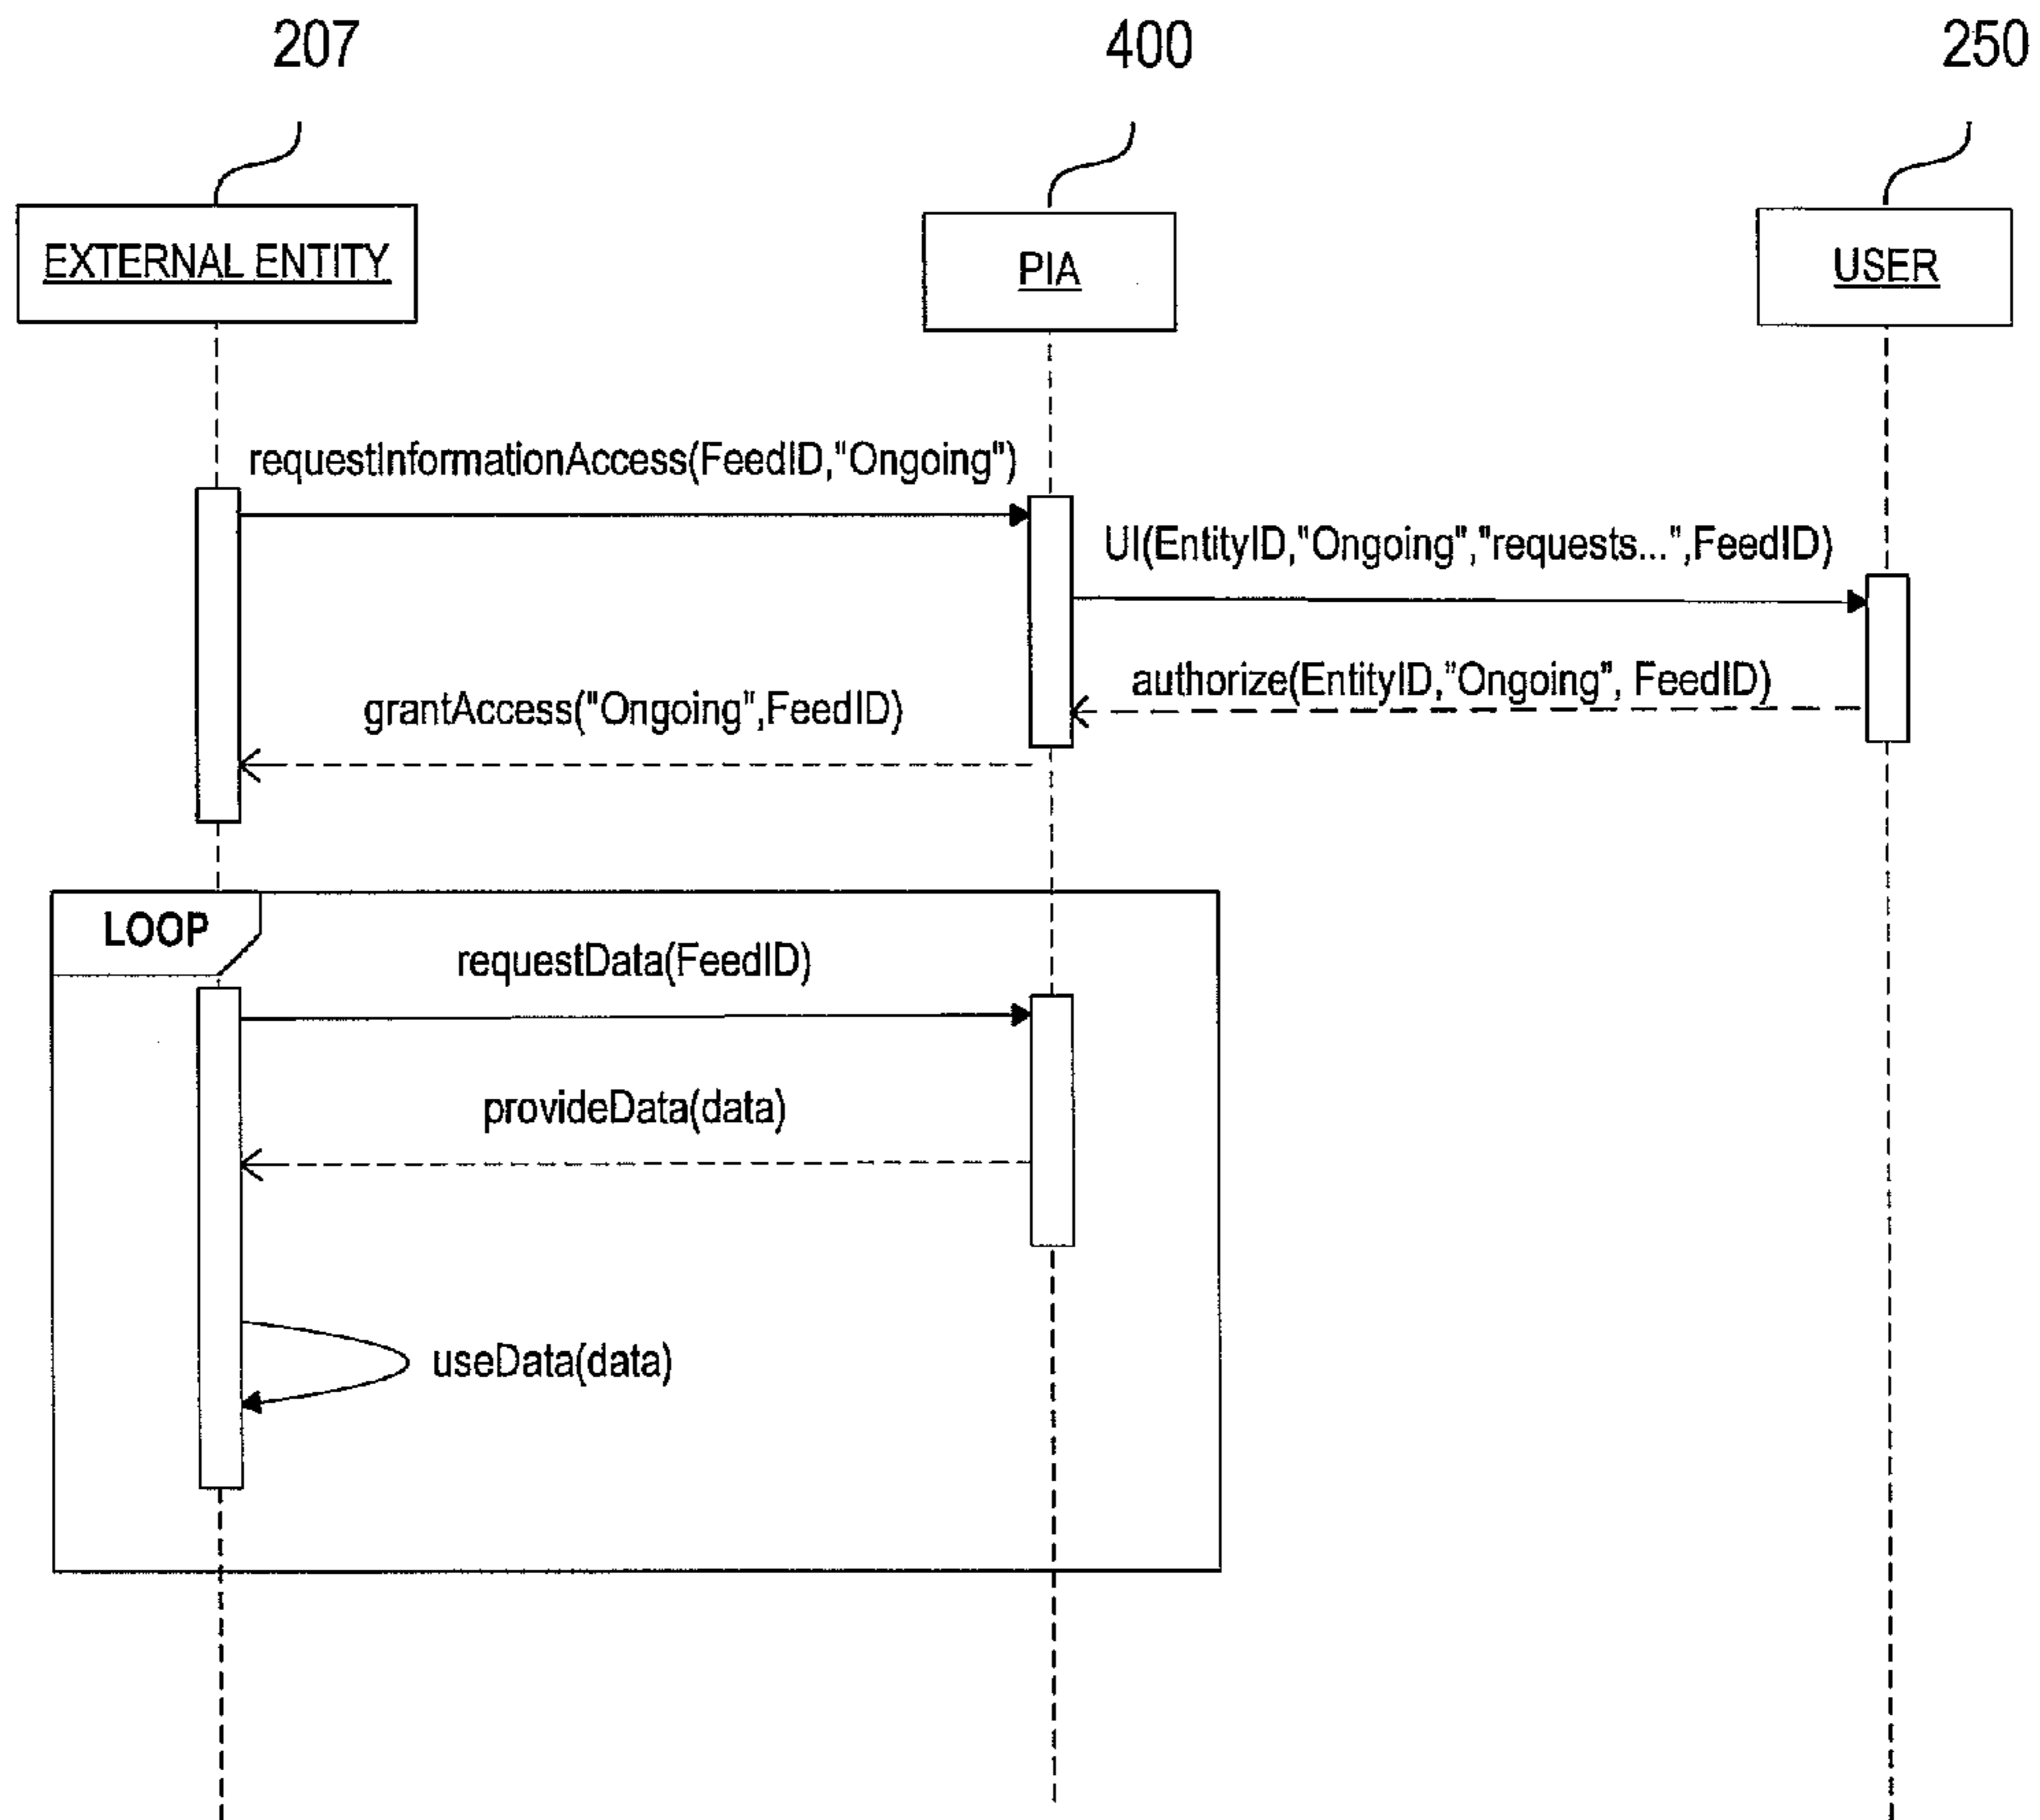 207
400
250
EXTERNAL ENTITY
PIA
USER
requestInformationAccess(FeedID,"Ongoing")
UI(EntityID,"Ongoing","requests...",FeedID)
authorize(EntityID,"Ongoing", FeedID)
grantAccess("Ongoing",FeedID)
LOOP
requestData(FeedID)
provideData(data)
useData(data)